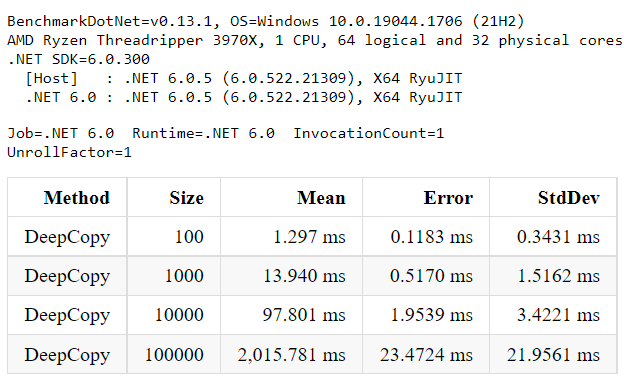 BenchmarkDotNet=v0.13.1, OS=Windows 10.0.19044.1706 (21H2)
AMD Ryzen Threadripper 3970X, 1 CPU, 64 logical and 32 physical cores
.NET SDK=6.0.300
[Host]   : .NET 6.0.5 (6.0.522.21309), X64 RyuJIT
.NET 6.0 : .NET 6.0.5 (6.0.522.21309), X64 RyuJIT
Job=.NET 6.0  Runtime=.NET 6.0  InvocationCount=1
UnrollFactor=1
Method Size Mean Error StdDev
DeepCopy 100 1.297 ms 0.1183 ms 0.3431 ms
DeepCopy 1000 13.940 ms 0.5170 ms 1.5162 ms
DeepCopy 10000 97.801 ms 1.9539 ms 3.4221 ms
DeepCopy 100000 2,015.781 ms 23.4724 ms 21.9561 ms